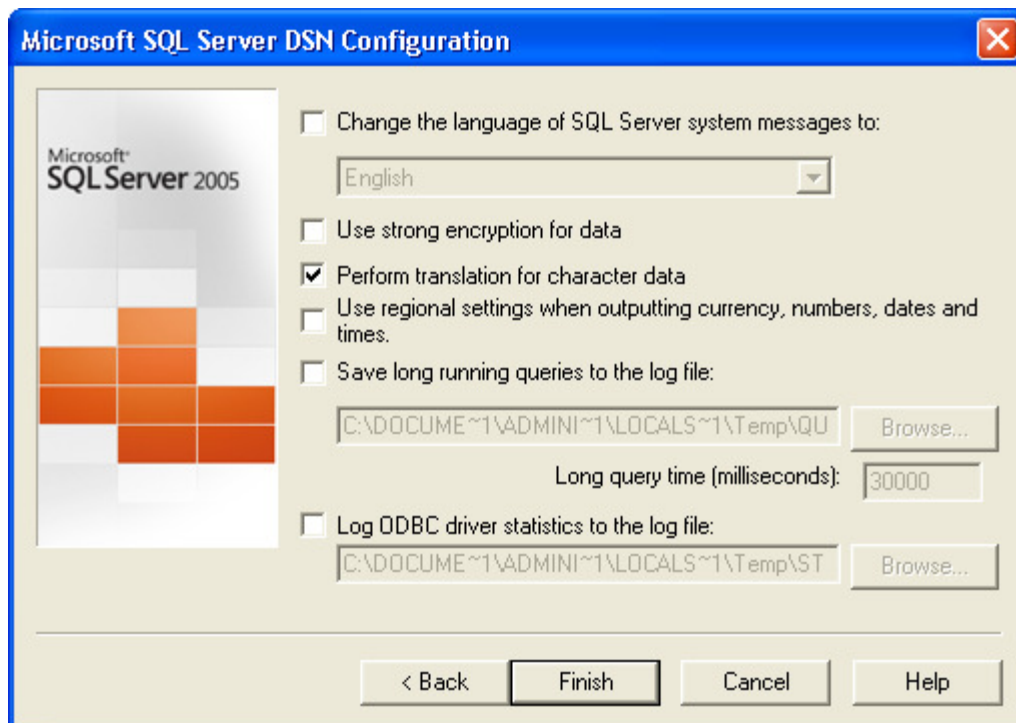 Microsoft SQL Server DSN Configuration
Microsoft
SQL Server 2005
Change the language of SQL Server system messages to:
English
Use strong encryption for data
Perform translation for character data
Use regional settings when outputting currency, numbers, dates and
times.
Save long running queries to the log file:
C:\DOCUME~1\ADMINI~1\LOCALS~1\Temp\QU
Browse...
Long query time (milliseconds):
30000
Log ODBC driver statistics to the log file:
C:\DOCUME~1\ADMINI~1\LOCALS~1\Temp\ST
Browse...
< Back
Finish
Cancel
Help